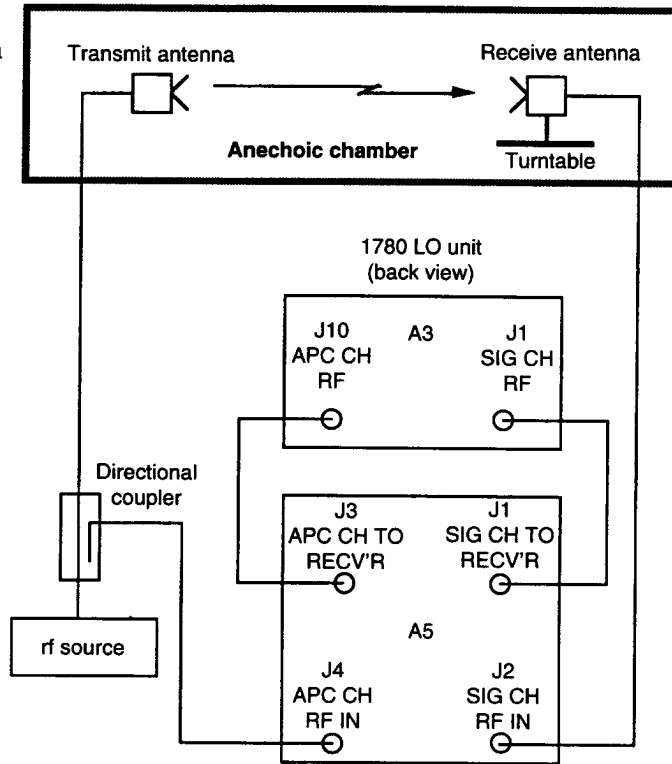 Transmit antenna
Receive antenna
Anechoic chamber
Turntable
1780 LO unit
(back view)
J10
APC CH
RF
A3
J1
SIG CH
RF
Directional
coupler
J3
APC CH TO
RECV'R
J1
SIG CH TO
RECV'R
A5
rf source
J4
APC CH
RF IN
J2
SIG CH
RF IN